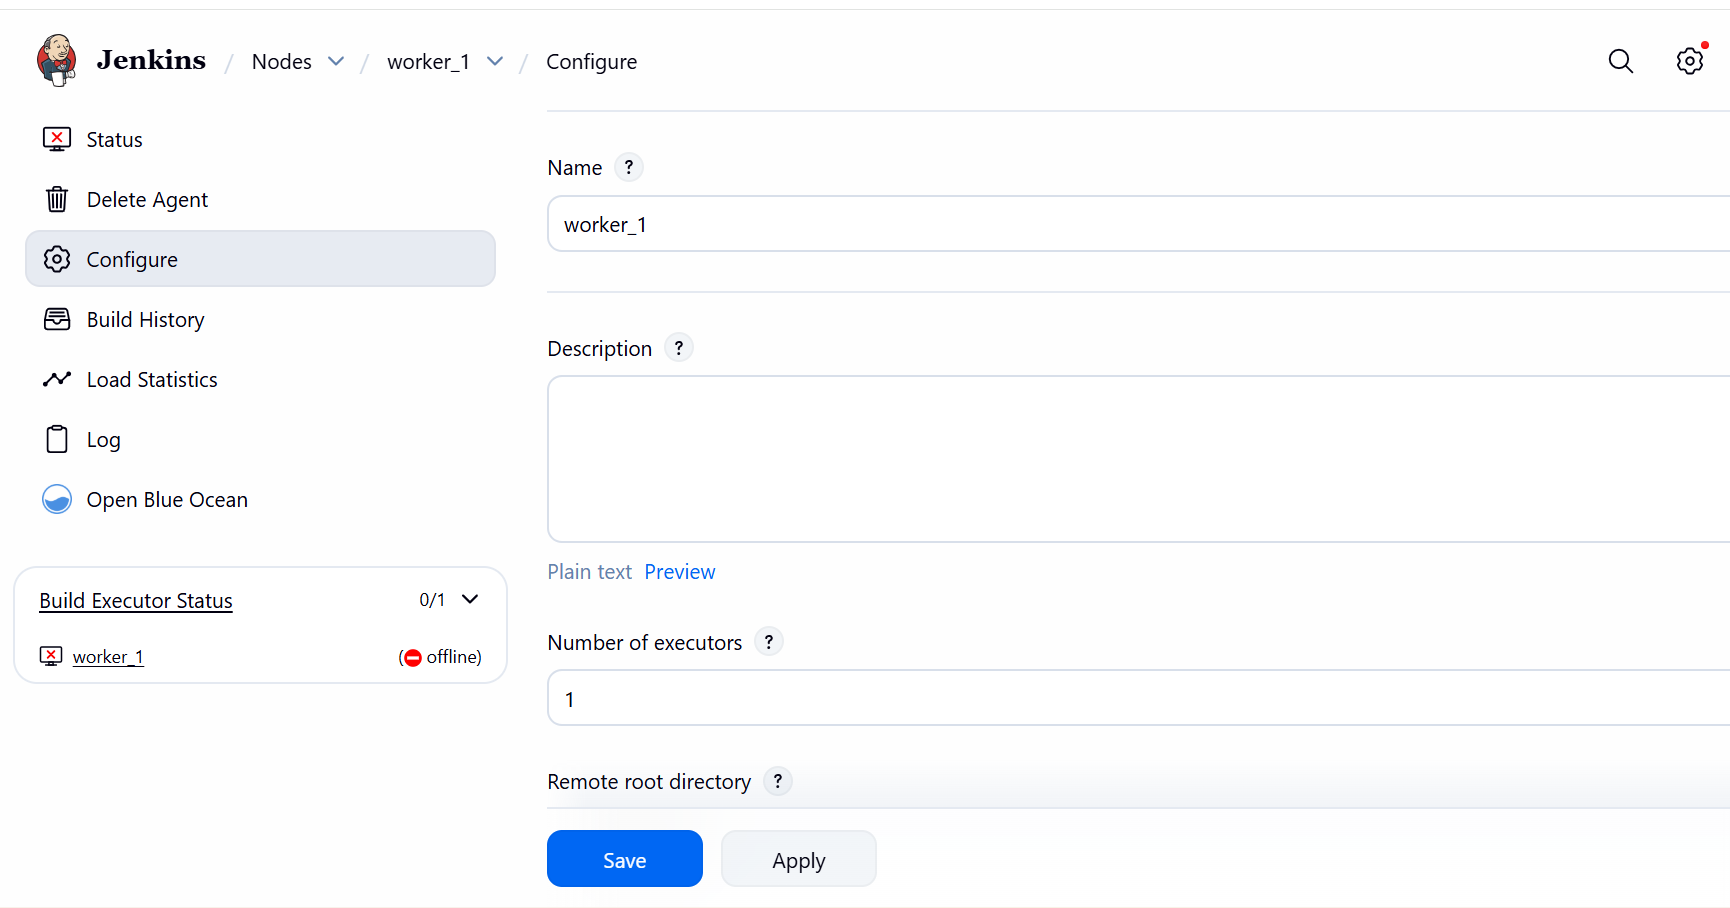 Jenkins / Nodes / worker_1 / Configure
Status
Delete Agent
Configure
Build History
Load Statistics
Log
Open Blue Ocean
Build Executor Status 0/1
worker_1 (offline)
Name ?
worker_1
Description ?
Plain text Preview
Number of executors ?
1
Remote root directory ?
Save Apply